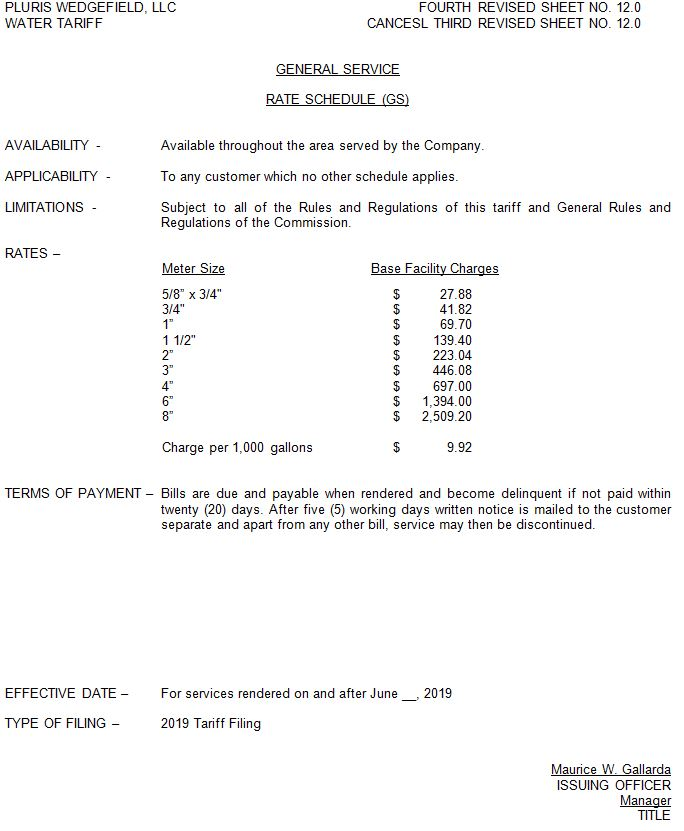 PLURIS WEDGEFIELD, LLC FOURTH REVISED SHEET NO. 12.0
WATER TARIFF CANCESL THIRD REVISED SHEET NO. 12.0
GENERAL SERVICE
RATE SCHEDULE (GS)
AVAILABILITY - Available throughout the area served by the Company.
APPLICABILITY - To any customer which no other schedule applies.
LIMITATIONS - Subject to all of the Rules and Regulations of this tariff and General Rules and
Regulations of the Commission.
RATES –
Meter Size Base Facility Charges
5/8” x 3/4" $ 27.88
3/4" $ 41.82
1” $ 69.70
1 1/2" $ 139.40
2” $ 223.04
3” $ 446.08
4” $ 697.00
6” $ 1,394.00
8” $ 2,509.20
Charge per 1,000 gallons $ 9.92
TERMS OF PAYMENT – Bills are due and payable when rendered and become delinquent if not paid within
twenty (20) days. After five (5) working days written notice is mailed to the customer
separate and apart from any other bill, service may then be discontinued.
EFFECTIVE DATE – For services rendered on and after June __, 2019
TYPE OF FILING – 2019 Tariff Filing
Maurice W. Gallarda
ISSUING OFFICER
Manager
TITLE